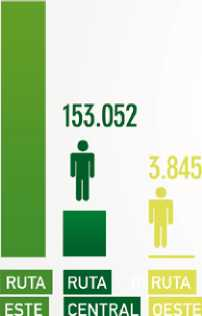 153.052
3.845
RUTA
ESTE
RUTA
CENTRAL
RUTA
OESTE